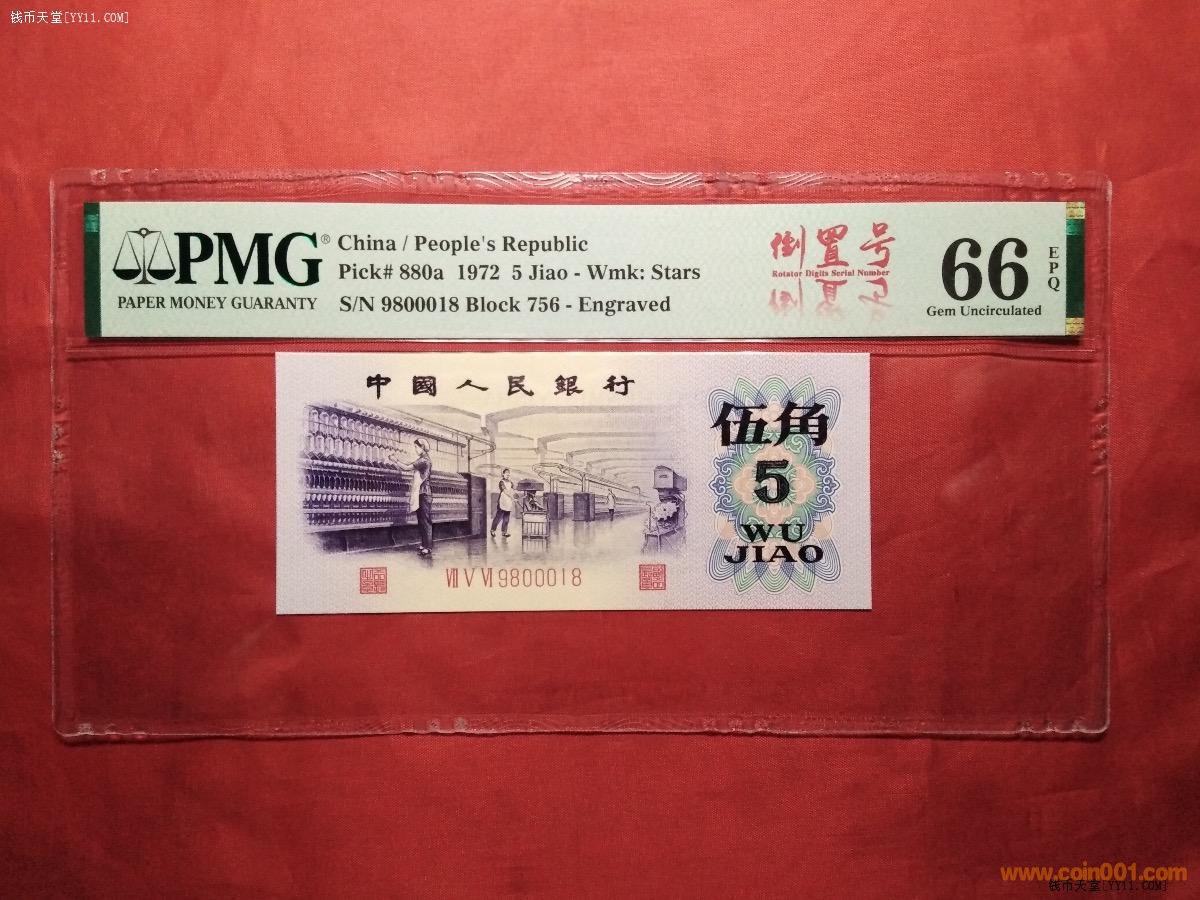 钱币天堂[YY11.COM]
PMG®
PAPER MONEY GUARANTY
China / People's Republic
Pick# 880a 1972 5 Jiao - Wmk: Stars
S/N 9800018 Block 756 - Engraved
倒置号
Rotator Digits Serial Number
66
EPQ
Gem Uncirculated
中國人民銀行
伍角
5
WU
JIAO
Ⅶ Ⅴ Ⅵ 9800018
www.coin001.com
钱币天堂[YY11.COM]